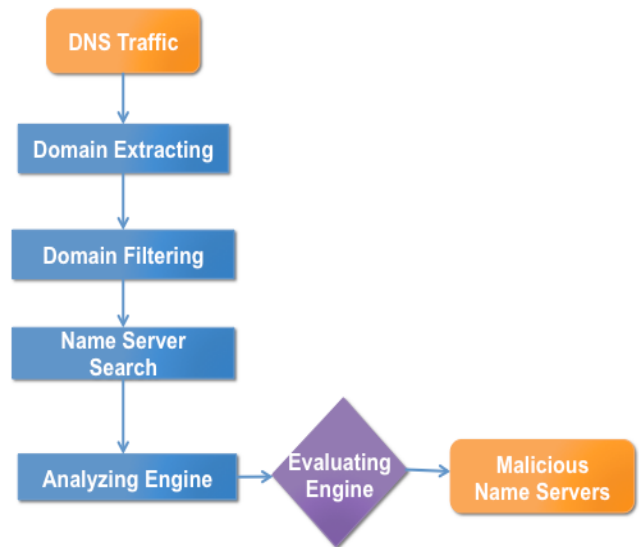 DNS Traffic
Domain Extracting
Domain Filtering
Name Server
Search
Analyzing Engine
Evaluating
Engine
Malicious
Name Servers